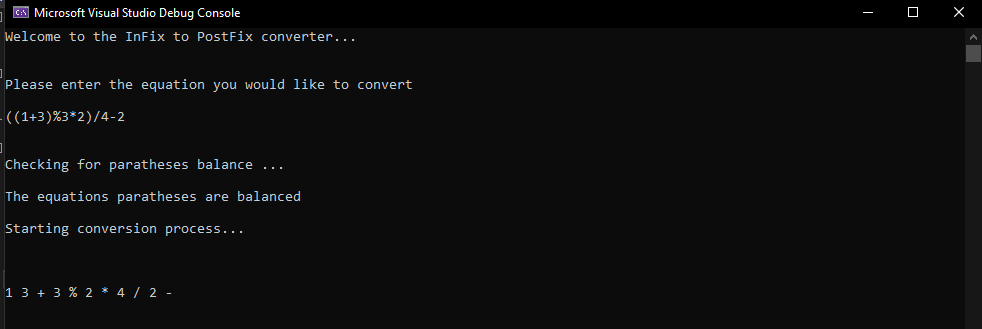 Microsoft Visual Studio Debug Console
Welcome to the InFix to PostFix converter...
Please enter the equation you would like to convert
((1+3)%3*2)/4-2
Checking for paratheses balance ...
The equations paratheses are balanced
Starting conversion process...
1 3 + 3 % 2 * 4 / 2 -